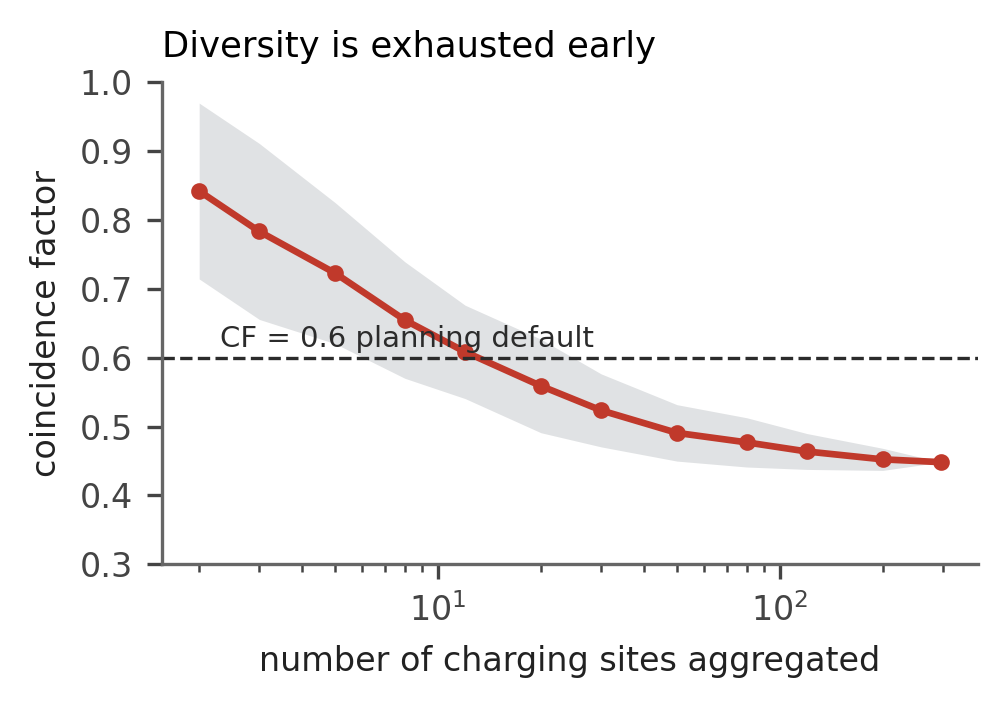 Diversity is exhausted early
1.0
0.9
0.8
0.7
0.6
0.5
0.4
0.3
coincidence factor
CF = 0.6 planning default
10¹
10²
number of charging sites aggregated